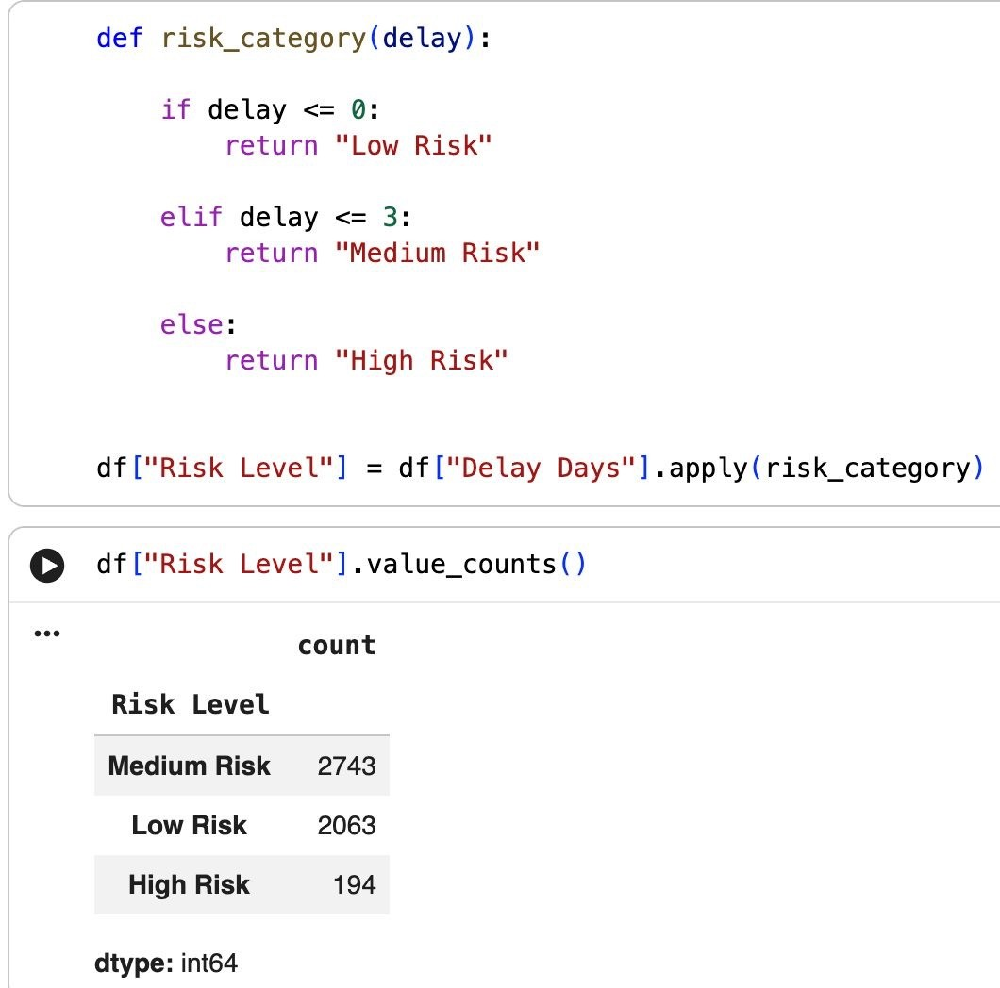 def risk_category(delay):
    if delay <= 0:
        return "Low Risk"
    elif delay <= 3:
        return "Medium Risk"
    else:
        return "High Risk"
df["Risk Level"] = df["Delay Days"].apply(risk_category)
df["Risk Level"].value_counts()
count
Risk Level
Medium Risk 2743
Low Risk 2063
High Risk 194
dtype: int64